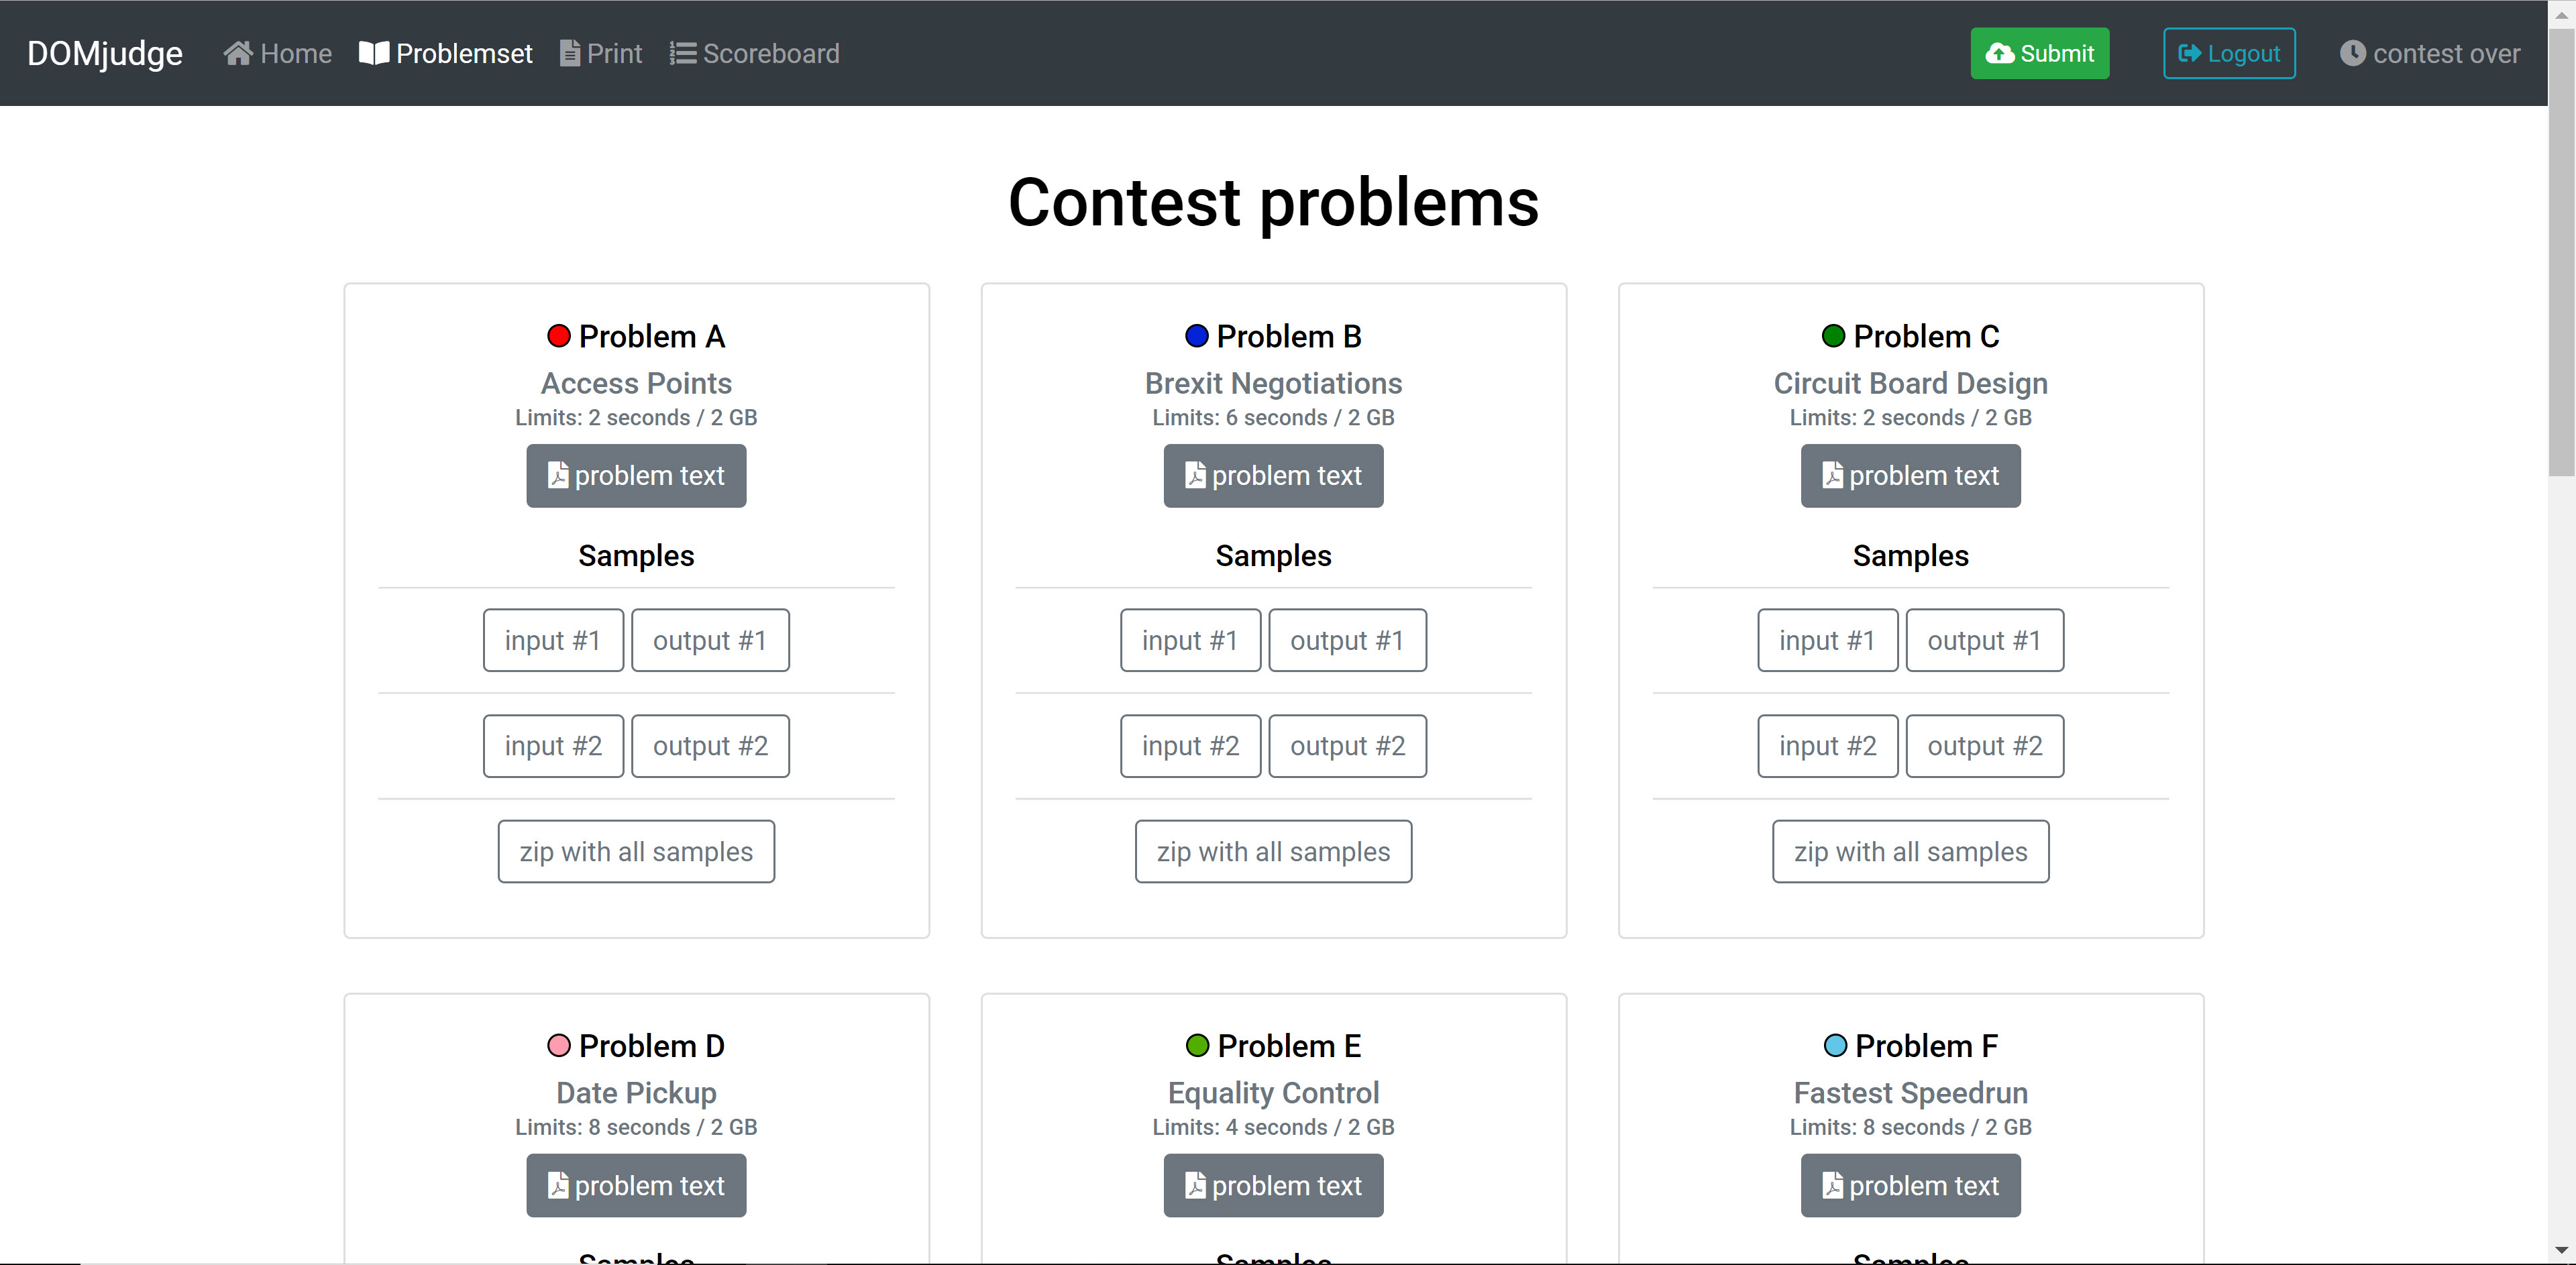 DOMjudge Home Problemset Print Scoreboard Submit Logout contest over
Contest problems
Problem A
Access Points
Limits: 2 seconds / 2 GB
problem text
Samples
input #1 output #1
input #2 output #2
zip with all samples
Problem B
Brexit Negotiations
Limits: 6 seconds / 2 GB
problem text
Samples
input #1 output #1
input #2 output #2
zip with all samples
Problem C
Circuit Board Design
Limits: 2 seconds / 2 GB
problem text
Samples
input #1 output #1
input #2 output #2
zip with all samples
Problem D
Date Pickup
Limits: 8 seconds / 2 GB
problem text
Samples
Problem E
Equality Control
Limits: 4 seconds / 2 GB
problem text
Samples
Problem F
Fastest Speedrun
Limits: 8 seconds / 2 GB
problem text
Samples